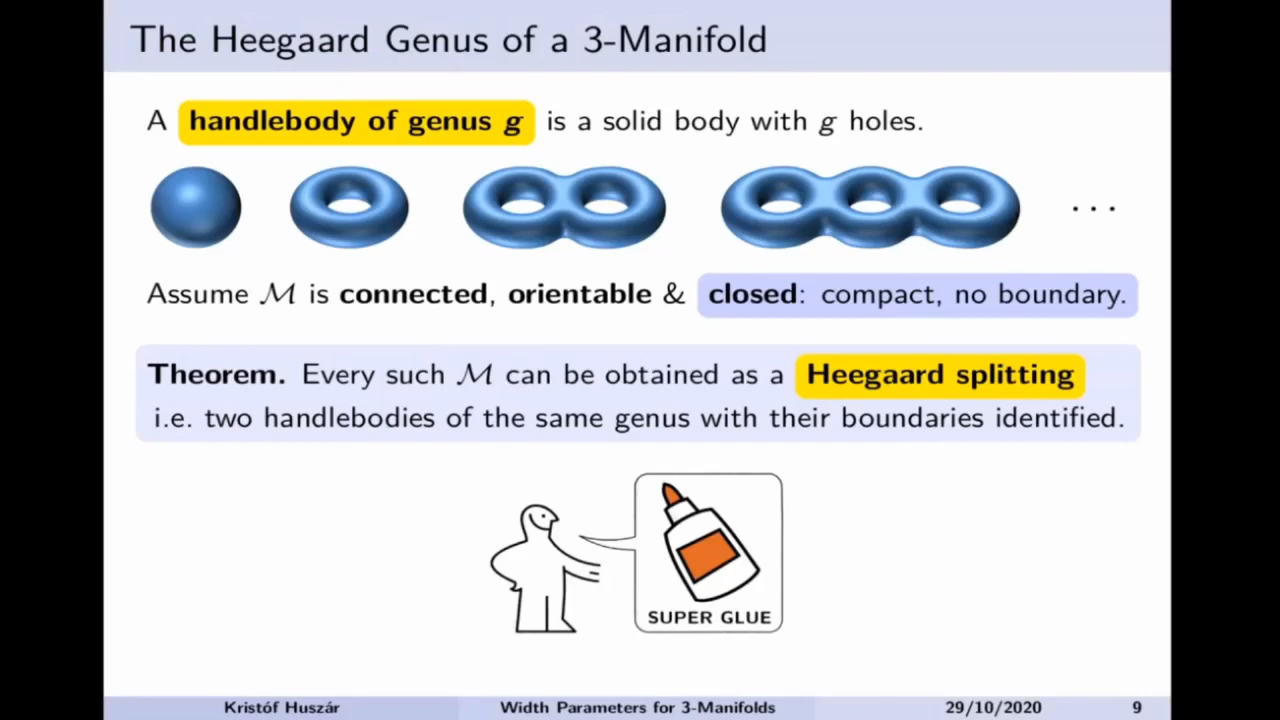 The Heegaard Genus of a 3-Manifold
A handlebody of genus g is a solid body with g holes.
· · ·
Assume ℳ is connected, orientable & closed: compact, no boundary.
Theorem. Every such ℳ can be obtained as a Heegaard splitting
i.e. two handlebodies of the same genus with their boundaries identified.
SUPER GLUE
Kristóf Huszár Width Parameters for 3-Manifolds 29/10/2020 9